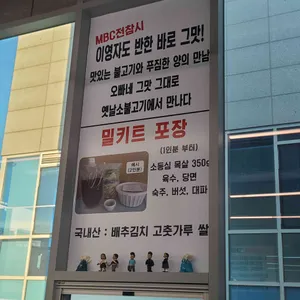 MBC전참시
이영자도 반한 바로 그맛!
맛있는 불고기와 푸짐한 양의 만남
오빠네 그맛 그대로
옛날소불고기에서 만나다
밀키트 포장
(1인분 부터)
소등심 목살 350g
육수, 당면
숙주, 버섯, 대파
국내산 : 배추김치 고춧가루 쌀